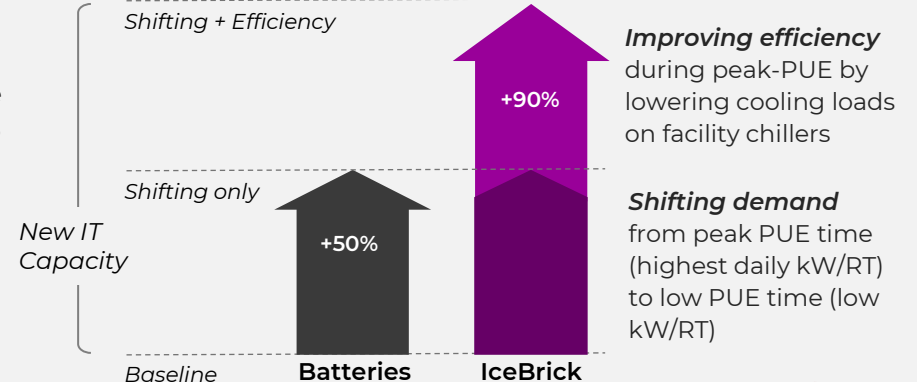 Shifting + Efficiency
+90%
Improving efficiency
during peak-PUE by
lowering cooling loads
on facility chillers
Shifting only
+50%
Shifting demand
from peak PUE time
(highest daily kW/RT)
to low PUE time (low
kW/RT)
New IT
Capacity
Baseline
Batteries
IceBrick